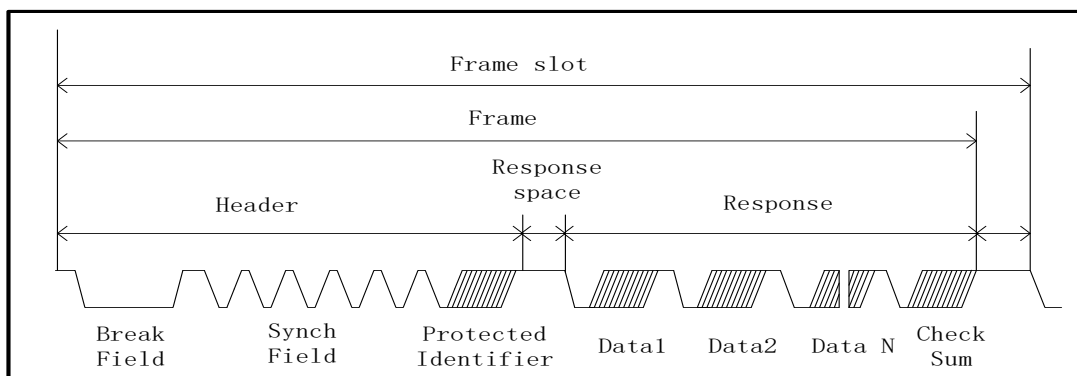 Frame slot
Frame
Response
space
Header
Response
Break
Field
Synch
Field
Protected
Identifier
Data1
Data2
Data N
Check
Sum